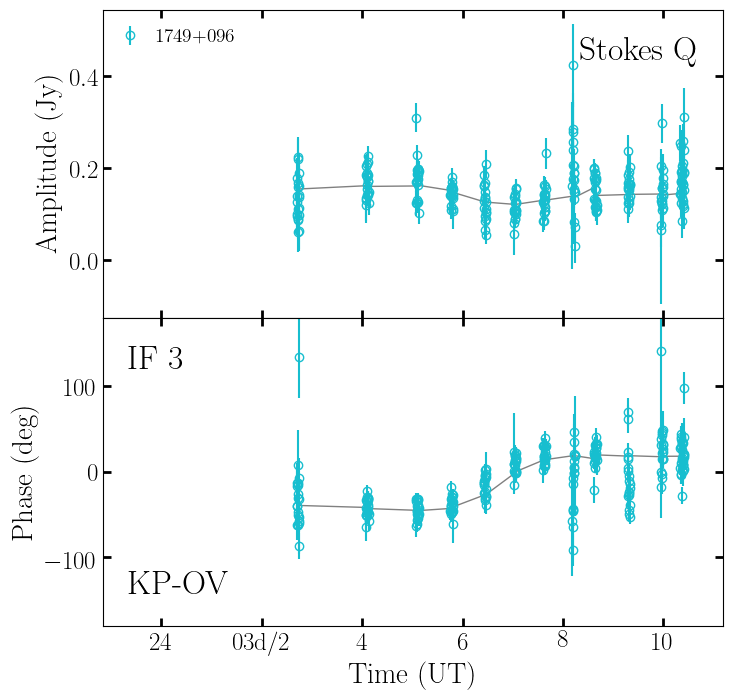 1749+096
Stokes Q
0.4
0.2
0.0
Amplitude (Jy)
IF 3
100
0
−100
Phase (deg)
KP-OV
24 03d/2 4 6 8 10
Time (UT)